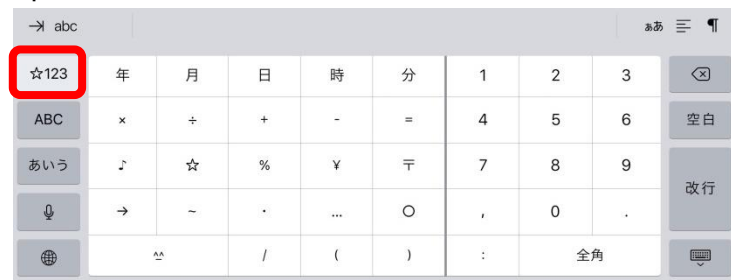 → abc ぁあ ¶
☆123 年 月 日 時 分 1 2 3
ABC × ÷ + - = 4 5 6 空白
あいう ♪ ☆ % ¥ 〒 7 8 9 改行
→ ~ ・ … ○ , 0 .
^^ / ( ) : 全角